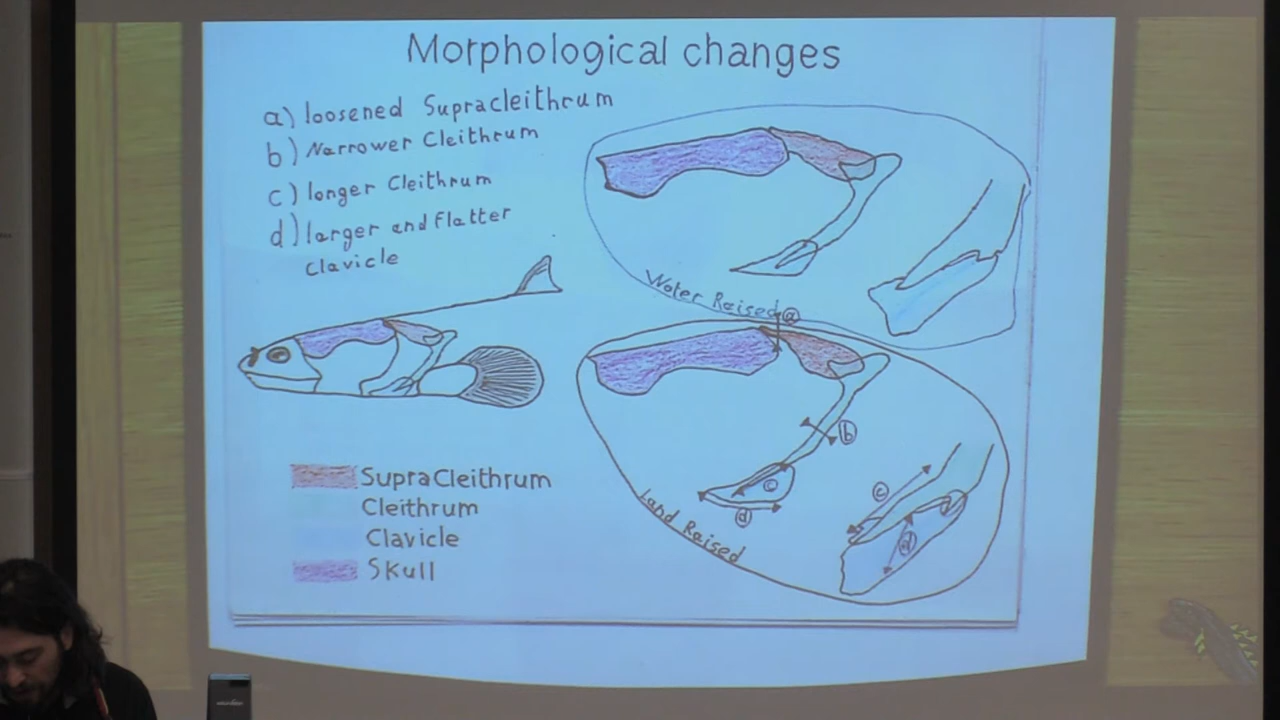 Morphological changes
a) loosened Supracleithrum
b) Narrower Cleithrum
c) longer Cleithrum
d) larger and flatter
clavicle
Water Raised
a
b
c
d
c
d
Land Raised
SupraCleithrum
Cleithrum
Clavicle
Skull